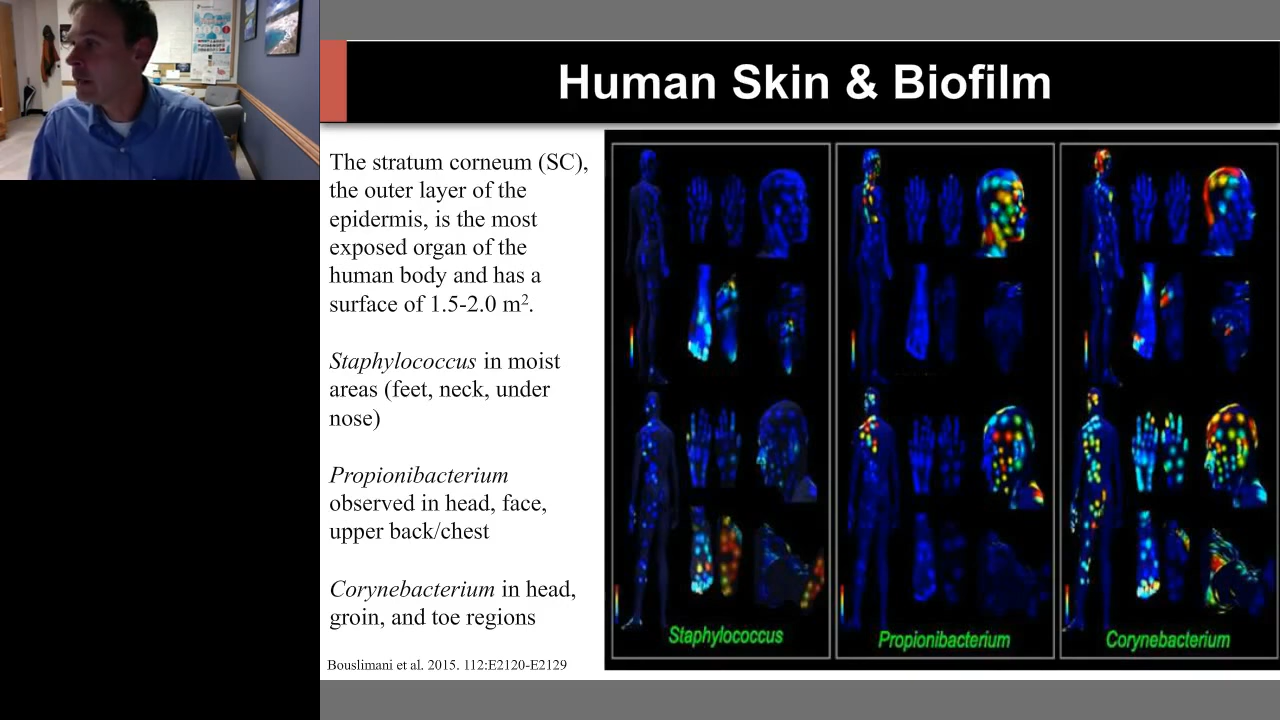 Human Skin & Biofilm
The stratum corneum (SC),
the outer layer of the
epidermis, is the most
exposed organ of the
human body and has a
surface of 1.5-2.0 m².
Staphylococcus in moist
areas (feet, neck, under
nose)
Propionibacterium
observed in head, face,
upper back/chest
Corynebacterium in head,
groin, and toe regions
Bouslimani et al. 2015. 112:E2120-E2129
Staphylococcus
Propionibacterium
Corynebacterium